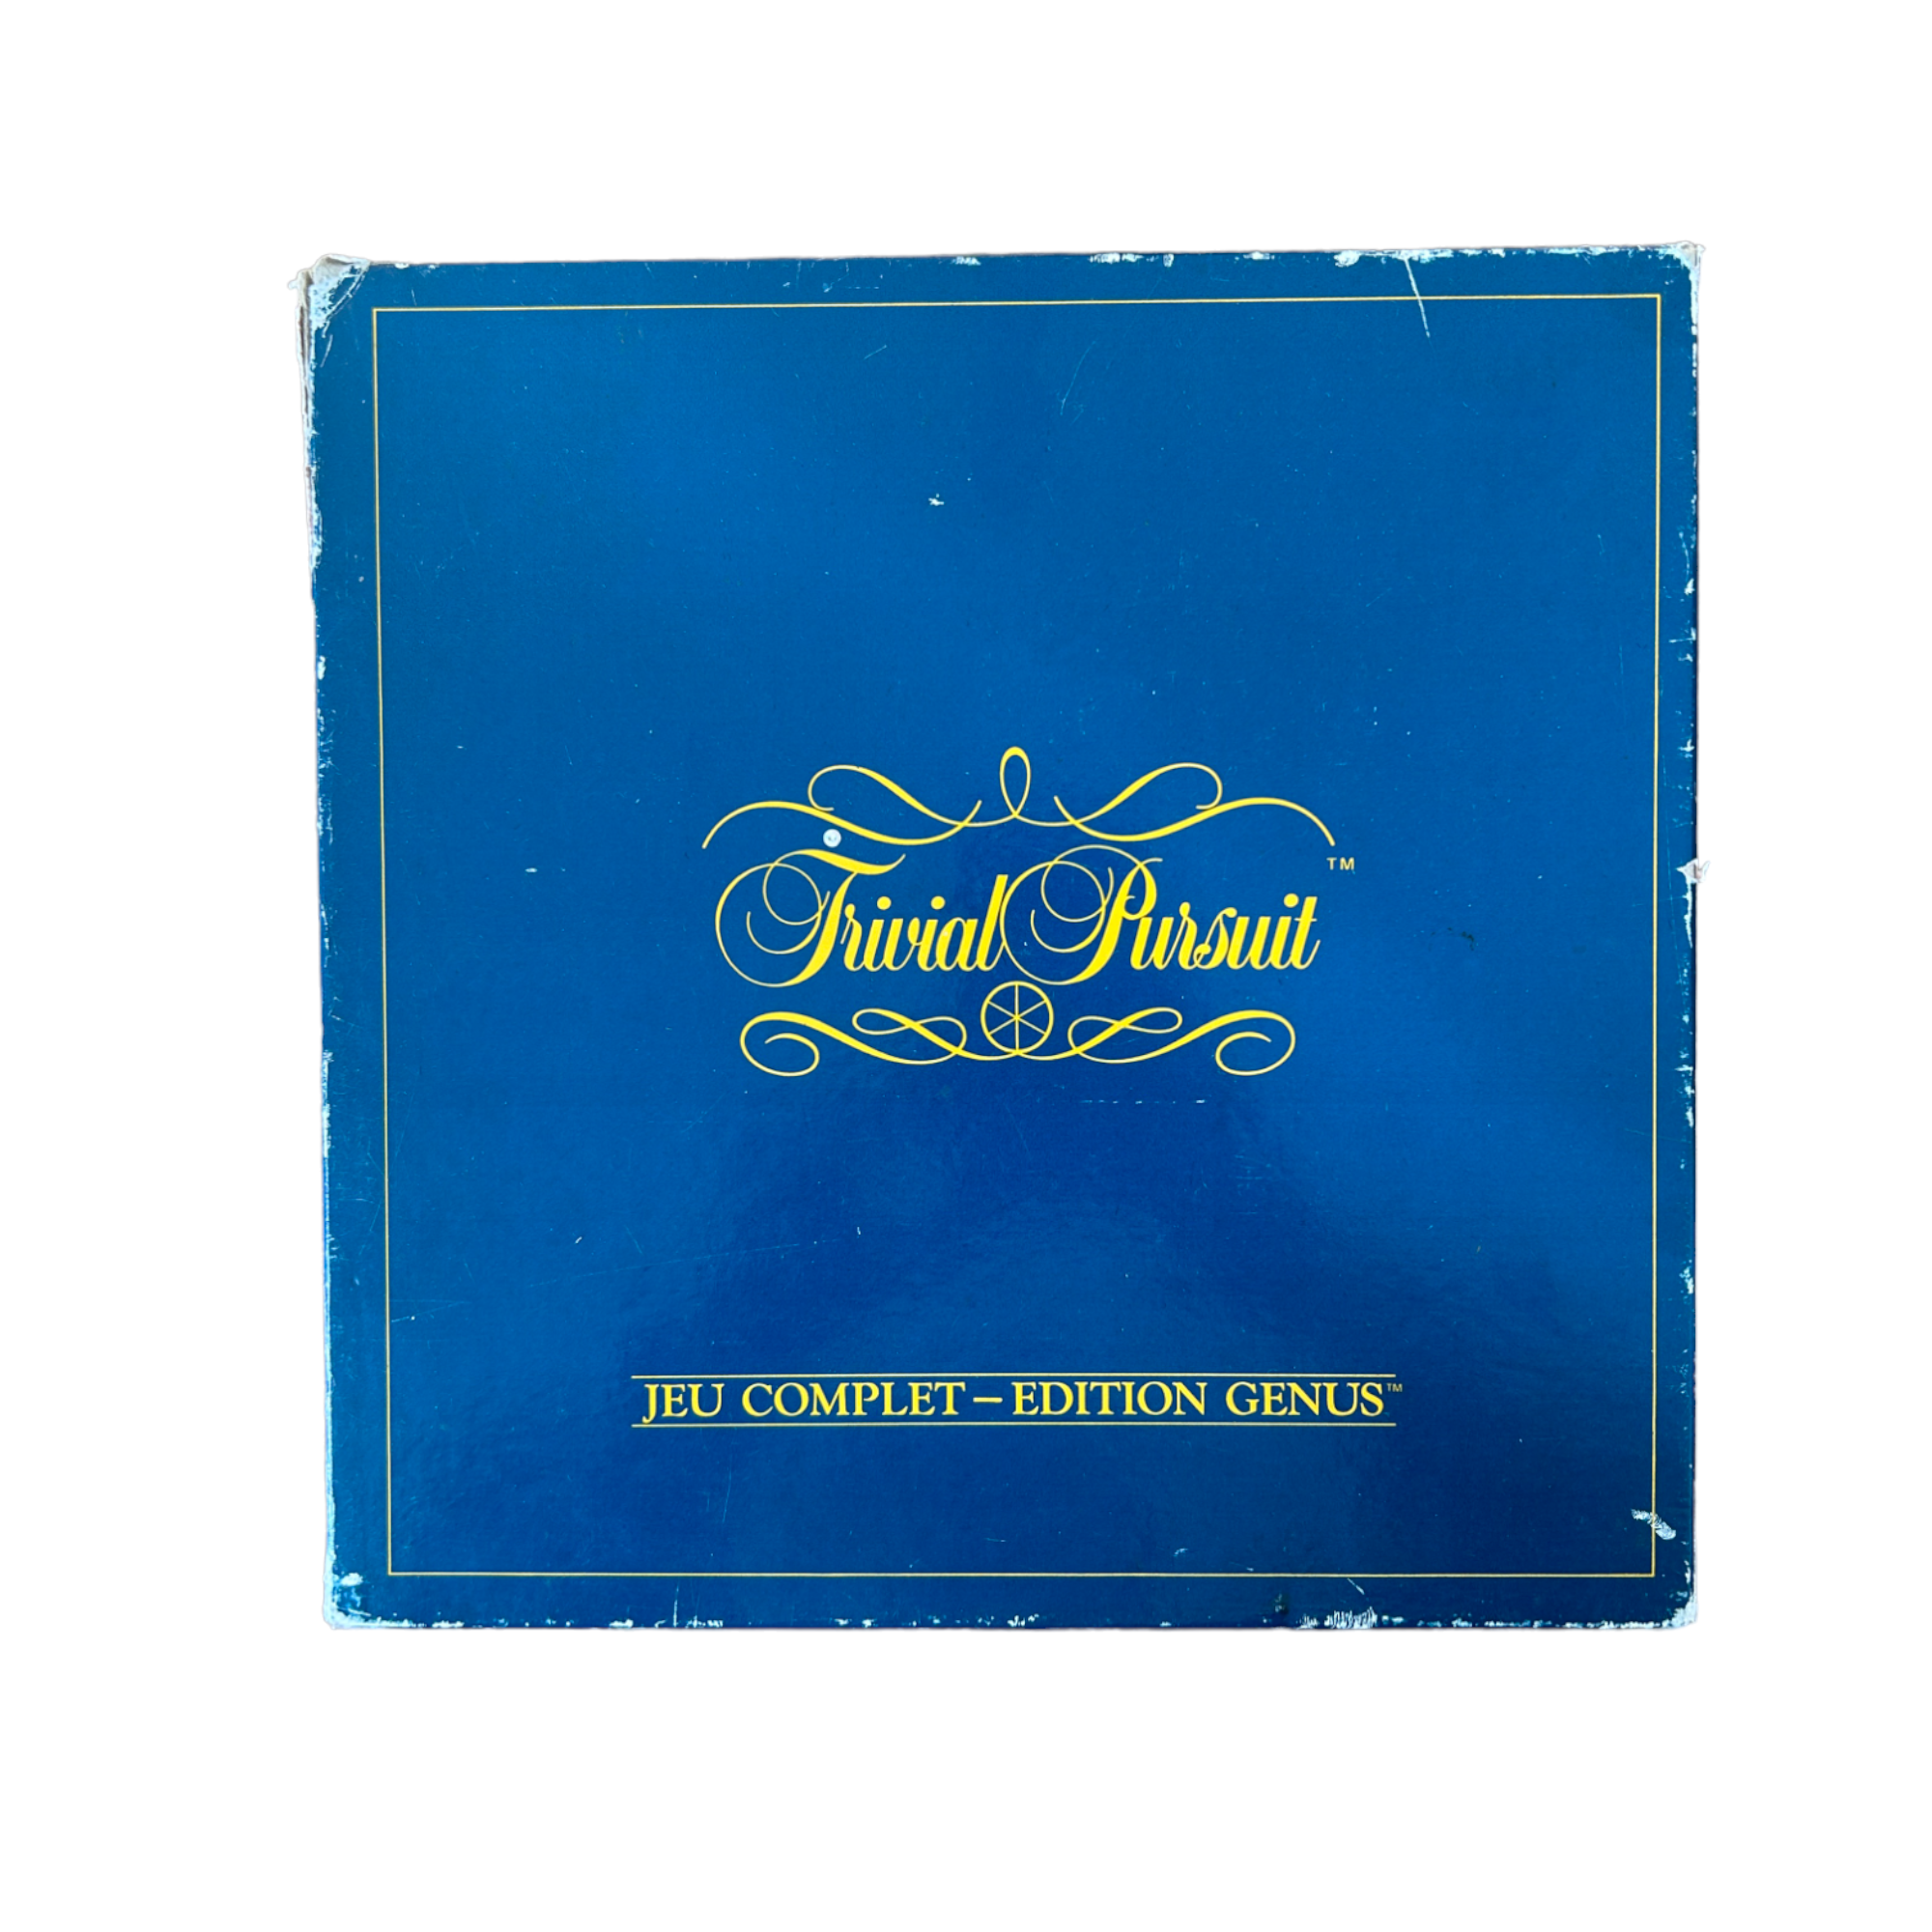 Trivial Pursuit™
JEU COMPLET – EDITION GENUS™